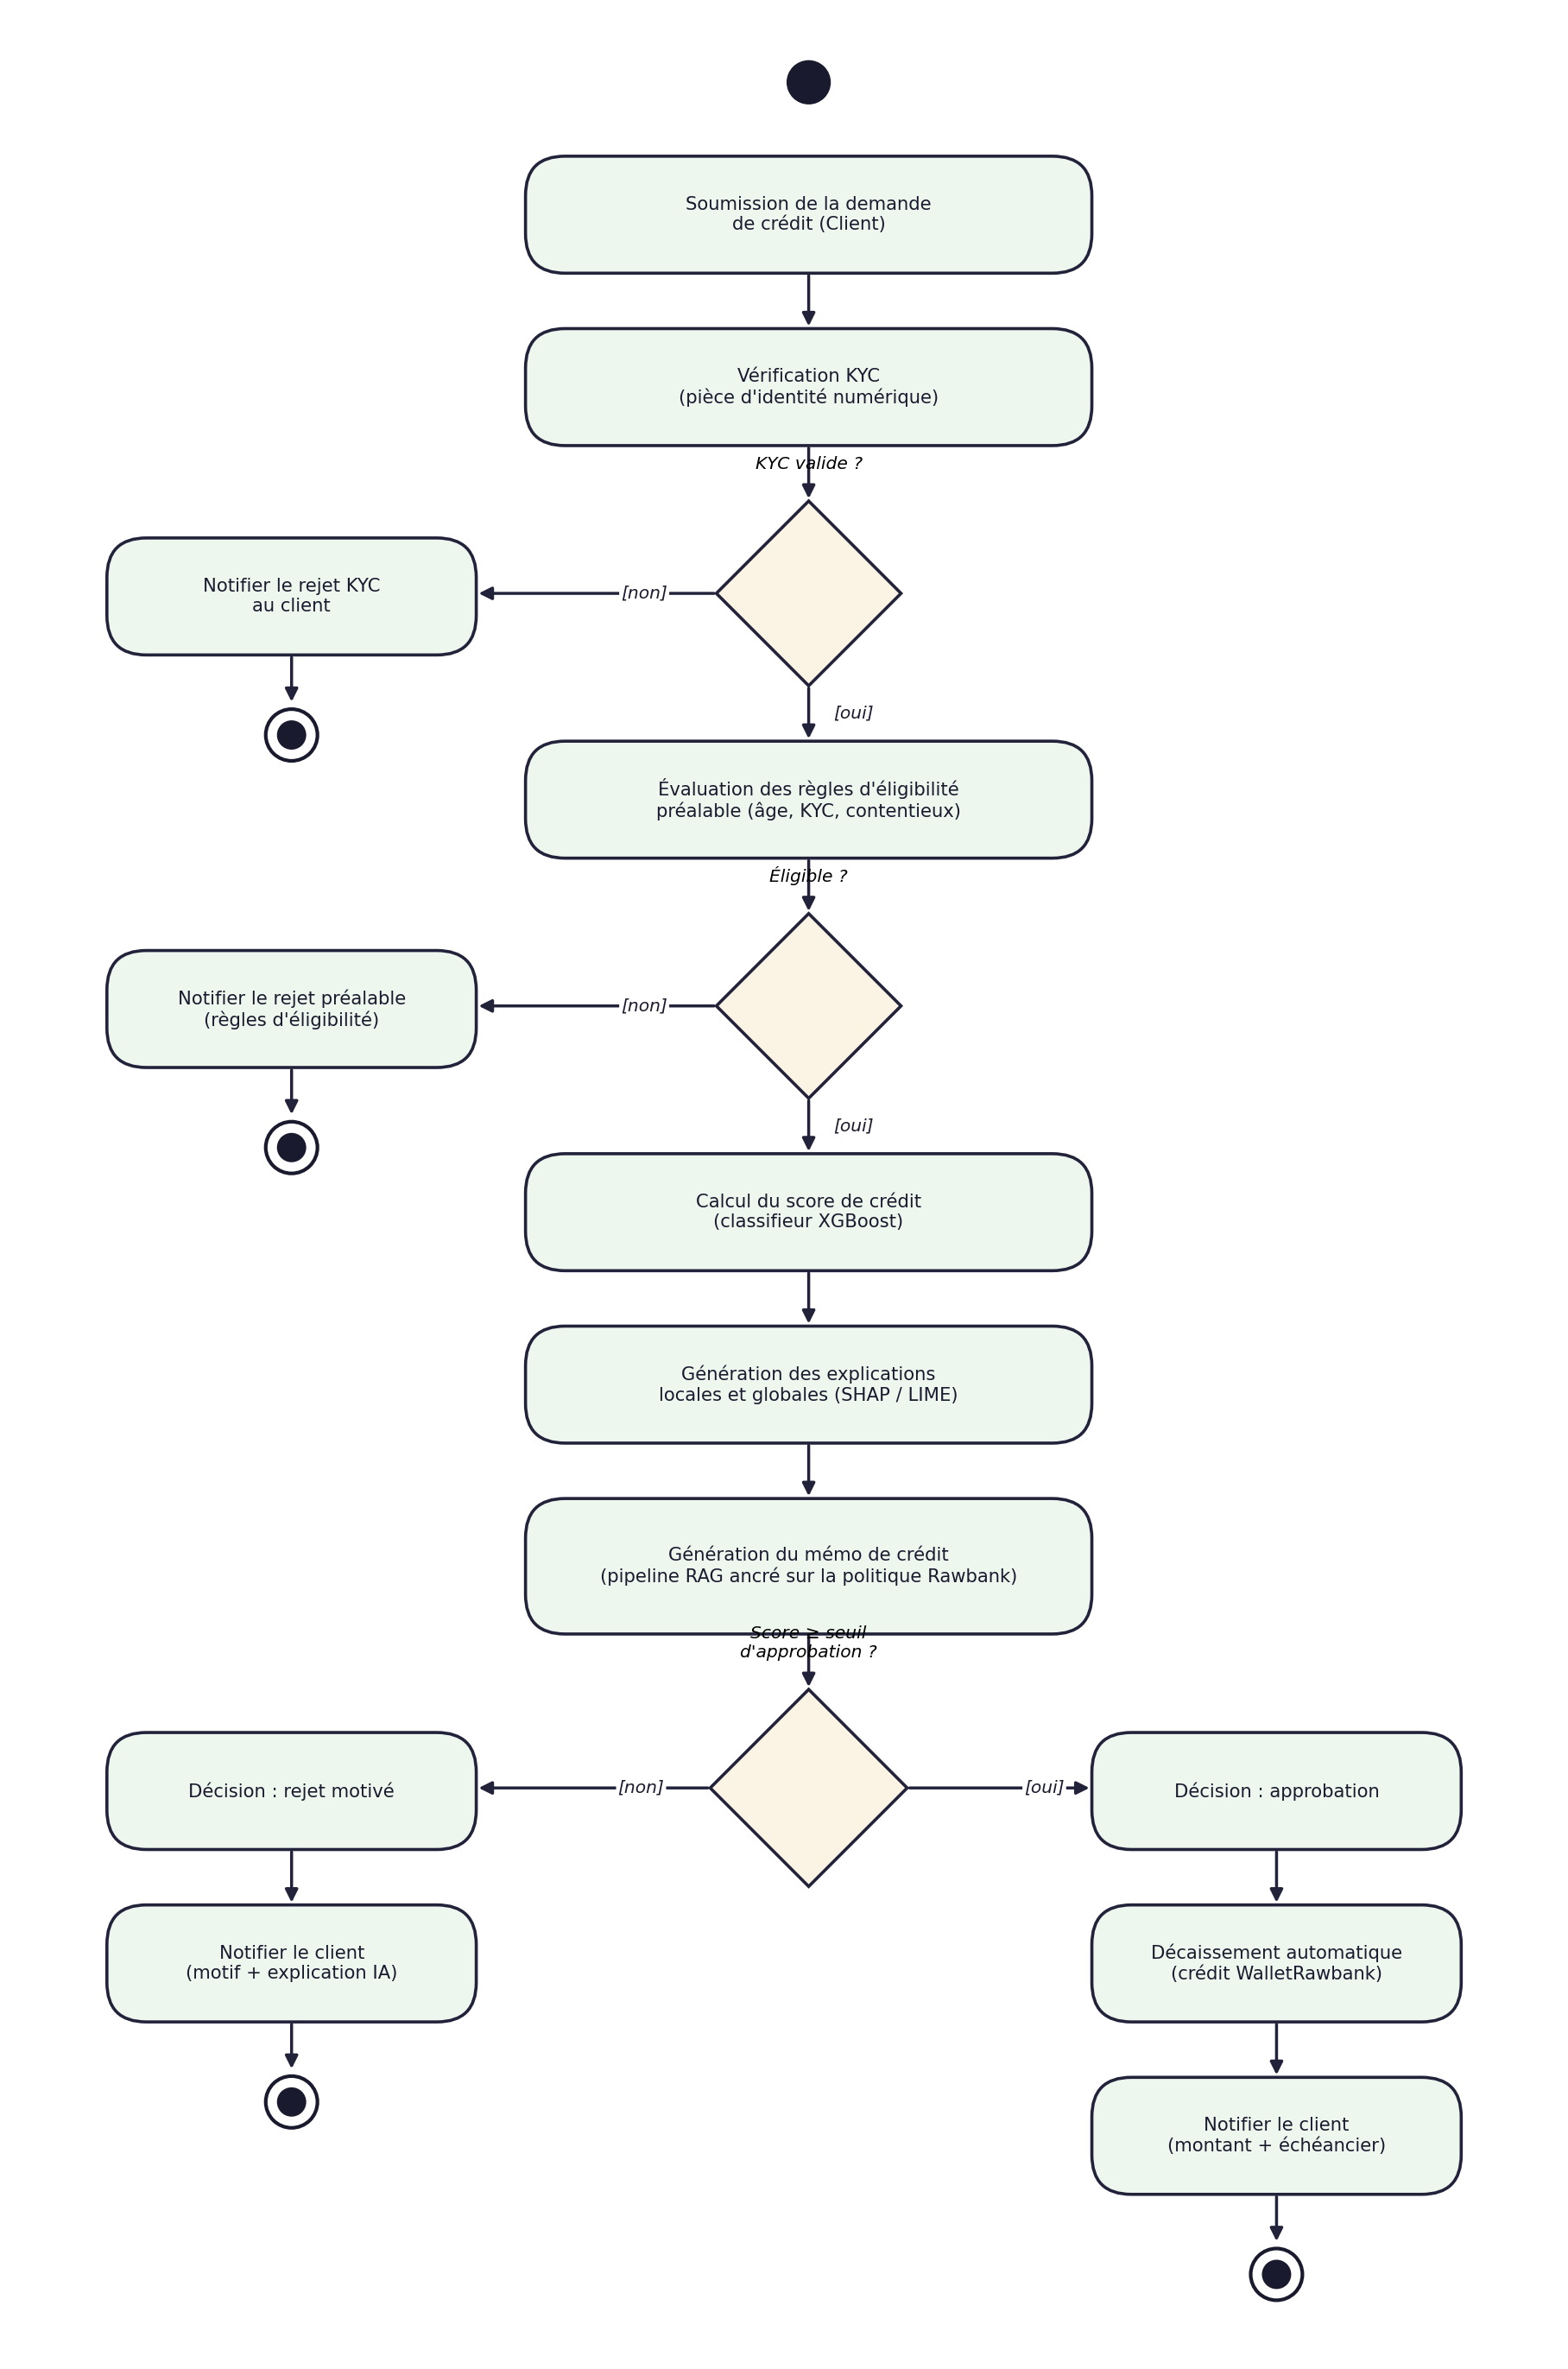 Soumission de la demande
de crédit (Client)
Vérification KYC
(pièce d'identité numérique)
KYC valide ?
Notifier le rejet KYC
au client
[non]
[oui]
Évaluation des règles d'éligibilité
préalable (âge, KYC, contentieux)
Éligible ?
Notifier le rejet préalable
(règles d'éligibilité)
[non]
[oui]
Calcul du score de crédit
(classifieur XGBoost)
Génération des explications
locales et globales (SHAP / LIME)
Génération du mémo de crédit
(pipeline RAG ancré sur la politique Rawbank)
Score ≥ seuil
d'approbation ?
Décision : rejet motivé
[non]
[oui]
Décision : approbation
Notifier le client
(motif + explication IA)
Décaissement automatique
(crédit WalletRawbank)
Notifier le client
(montant + échéancier)